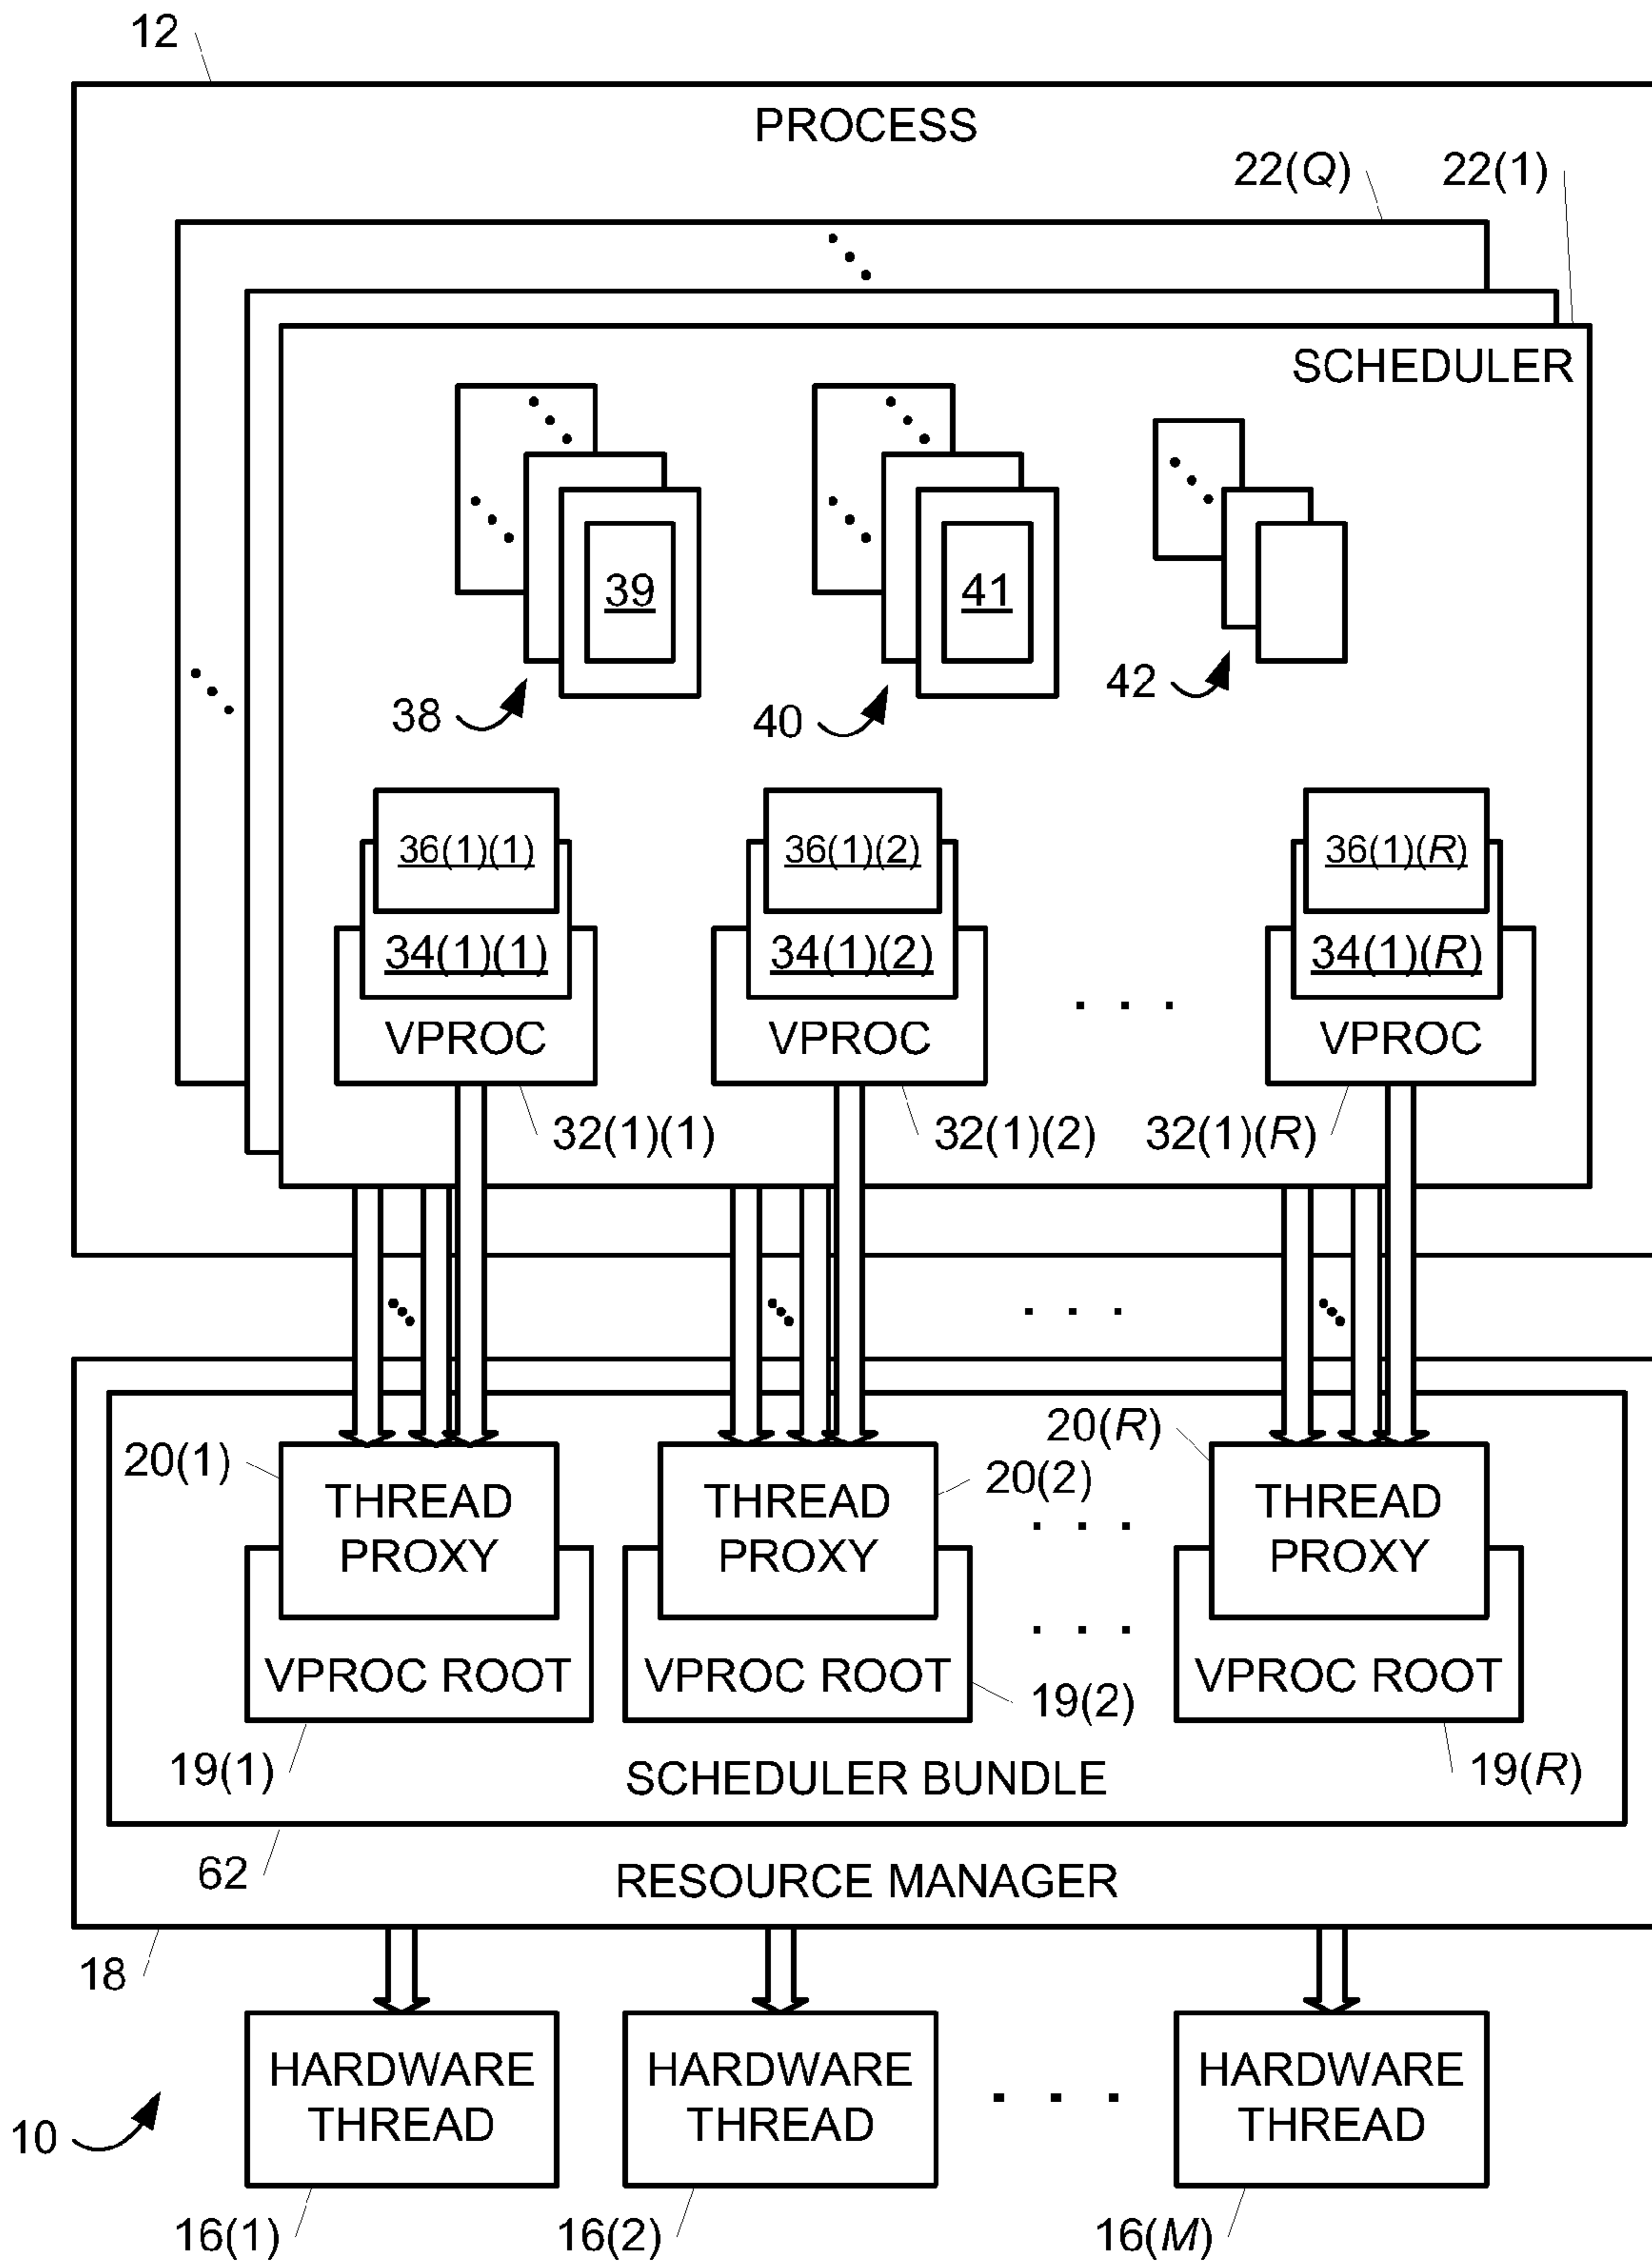 12
PROCESS
22(Q) 22(1)
SCHEDULER
39 41
38 40 42
36(1)(1) 36(1)(2) 36(1)(R)
34(1)(1) 34(1)(2) . . . 34(1)(R)
VPROC VPROC VPROC
32(1)(1) 32(1)(2) 32(1)(R)
. . .
20(1) 20(2) 20(R)
THREAD THREAD . . . THREAD
PROXY PROXY PROXY
. . .
VPROC ROOT VPROC ROOT VPROC ROOT
19(1) 19(2) 19(R)
SCHEDULER BUNDLE
62
RESOURCE MANAGER
18
HARDWARE HARDWARE . . . HARDWARE
THREAD THREAD THREAD
10
16(1) 16(2) 16(M)